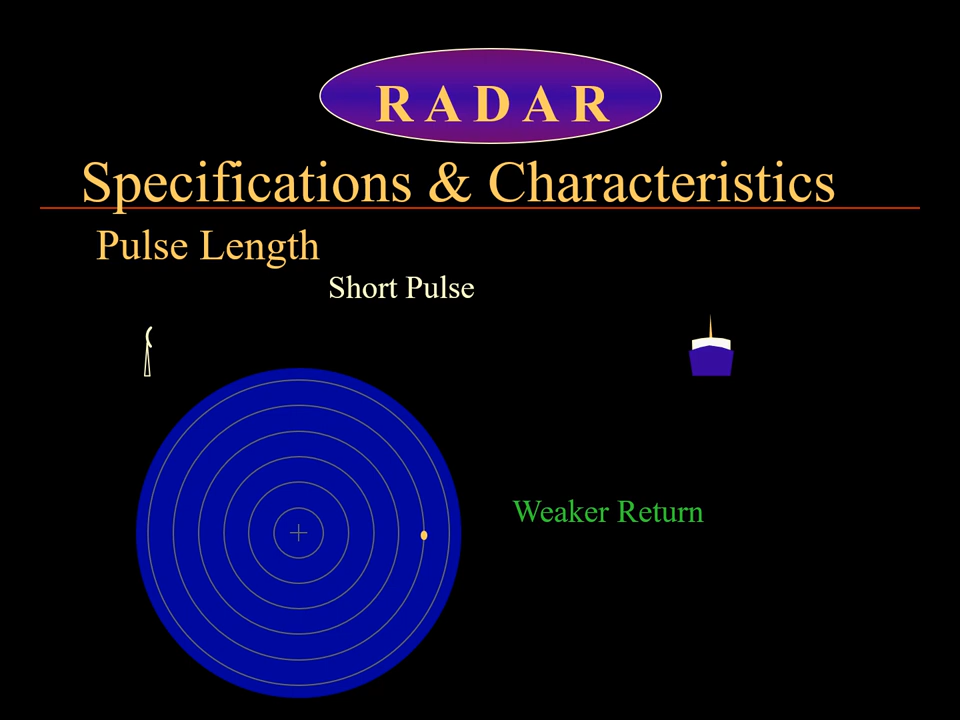 R A D A R
Specifications & Characteristics
Pulse Length
Short Pulse
Weaker Return